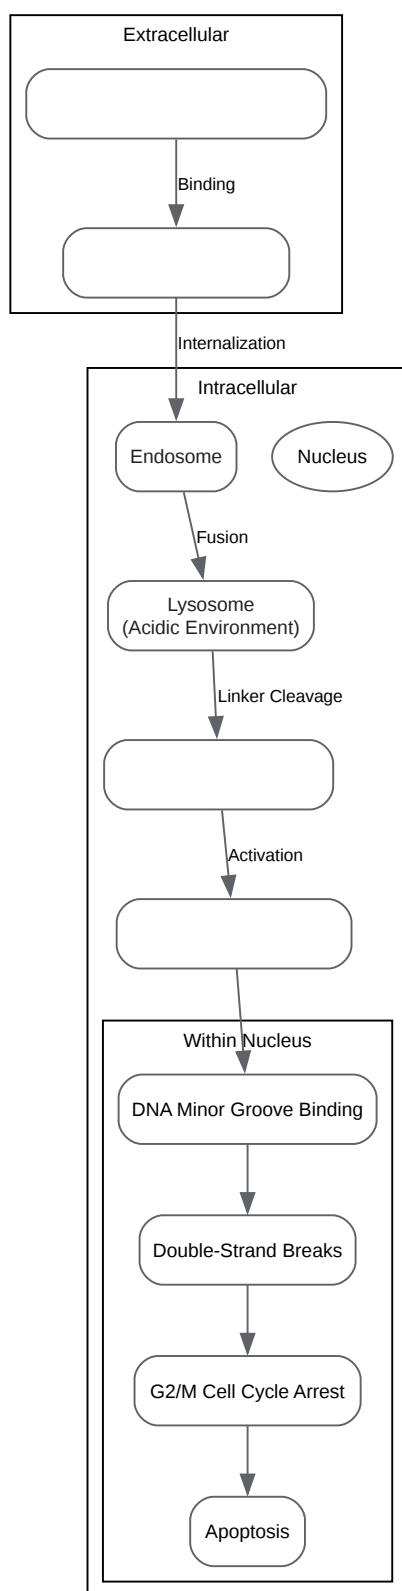 Extracellular
Binding
Internalization
Intracellular
Endosome
Nucleus
Fusion
Lysosome
(Acidic Environment)
Linker Cleavage
Activation
Within Nucleus
DNA Minor Groove Binding
Double-Strand Breaks
G2/M Cell Cycle Arrest
Apoptosis